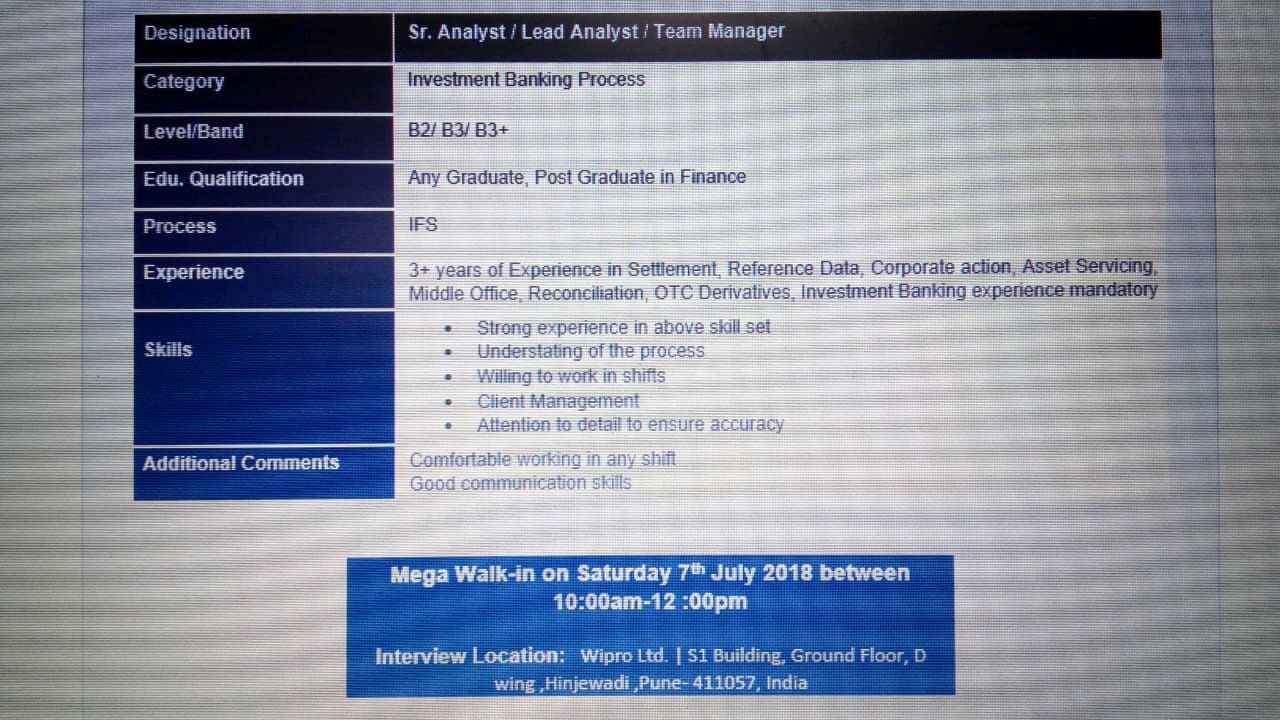 Designation Sr. Analyst / Lead Analyst / Team Manager
Category Investment Banking Process
Level/Band B2/ B3/ B3+
Edu. Qualification Any Graduate, Post Graduate in Finance
Process IFS
Experience 3+ years of Experience in Settlement, Reference Data, Corporate action, Asset Servicing,
Middle Office, Reconciliation, OTC Derivatives, Investment Banking experience mandatory
Skills
• Strong experience in above skill set
• Understating of the process
• Willing to work in shifts
• Client Management
• Attention to detail to ensure accuracy
Additional Comments Comfortable working in any shift
Good communication skills
Mega Walk-in on Saturday 7th July 2018 between
10:00am-12 :00pm
Interview Location: Wipro Ltd. | S1 Building, Ground Floor, D
wing ,Hinjewadi ,Pune- 411057, India